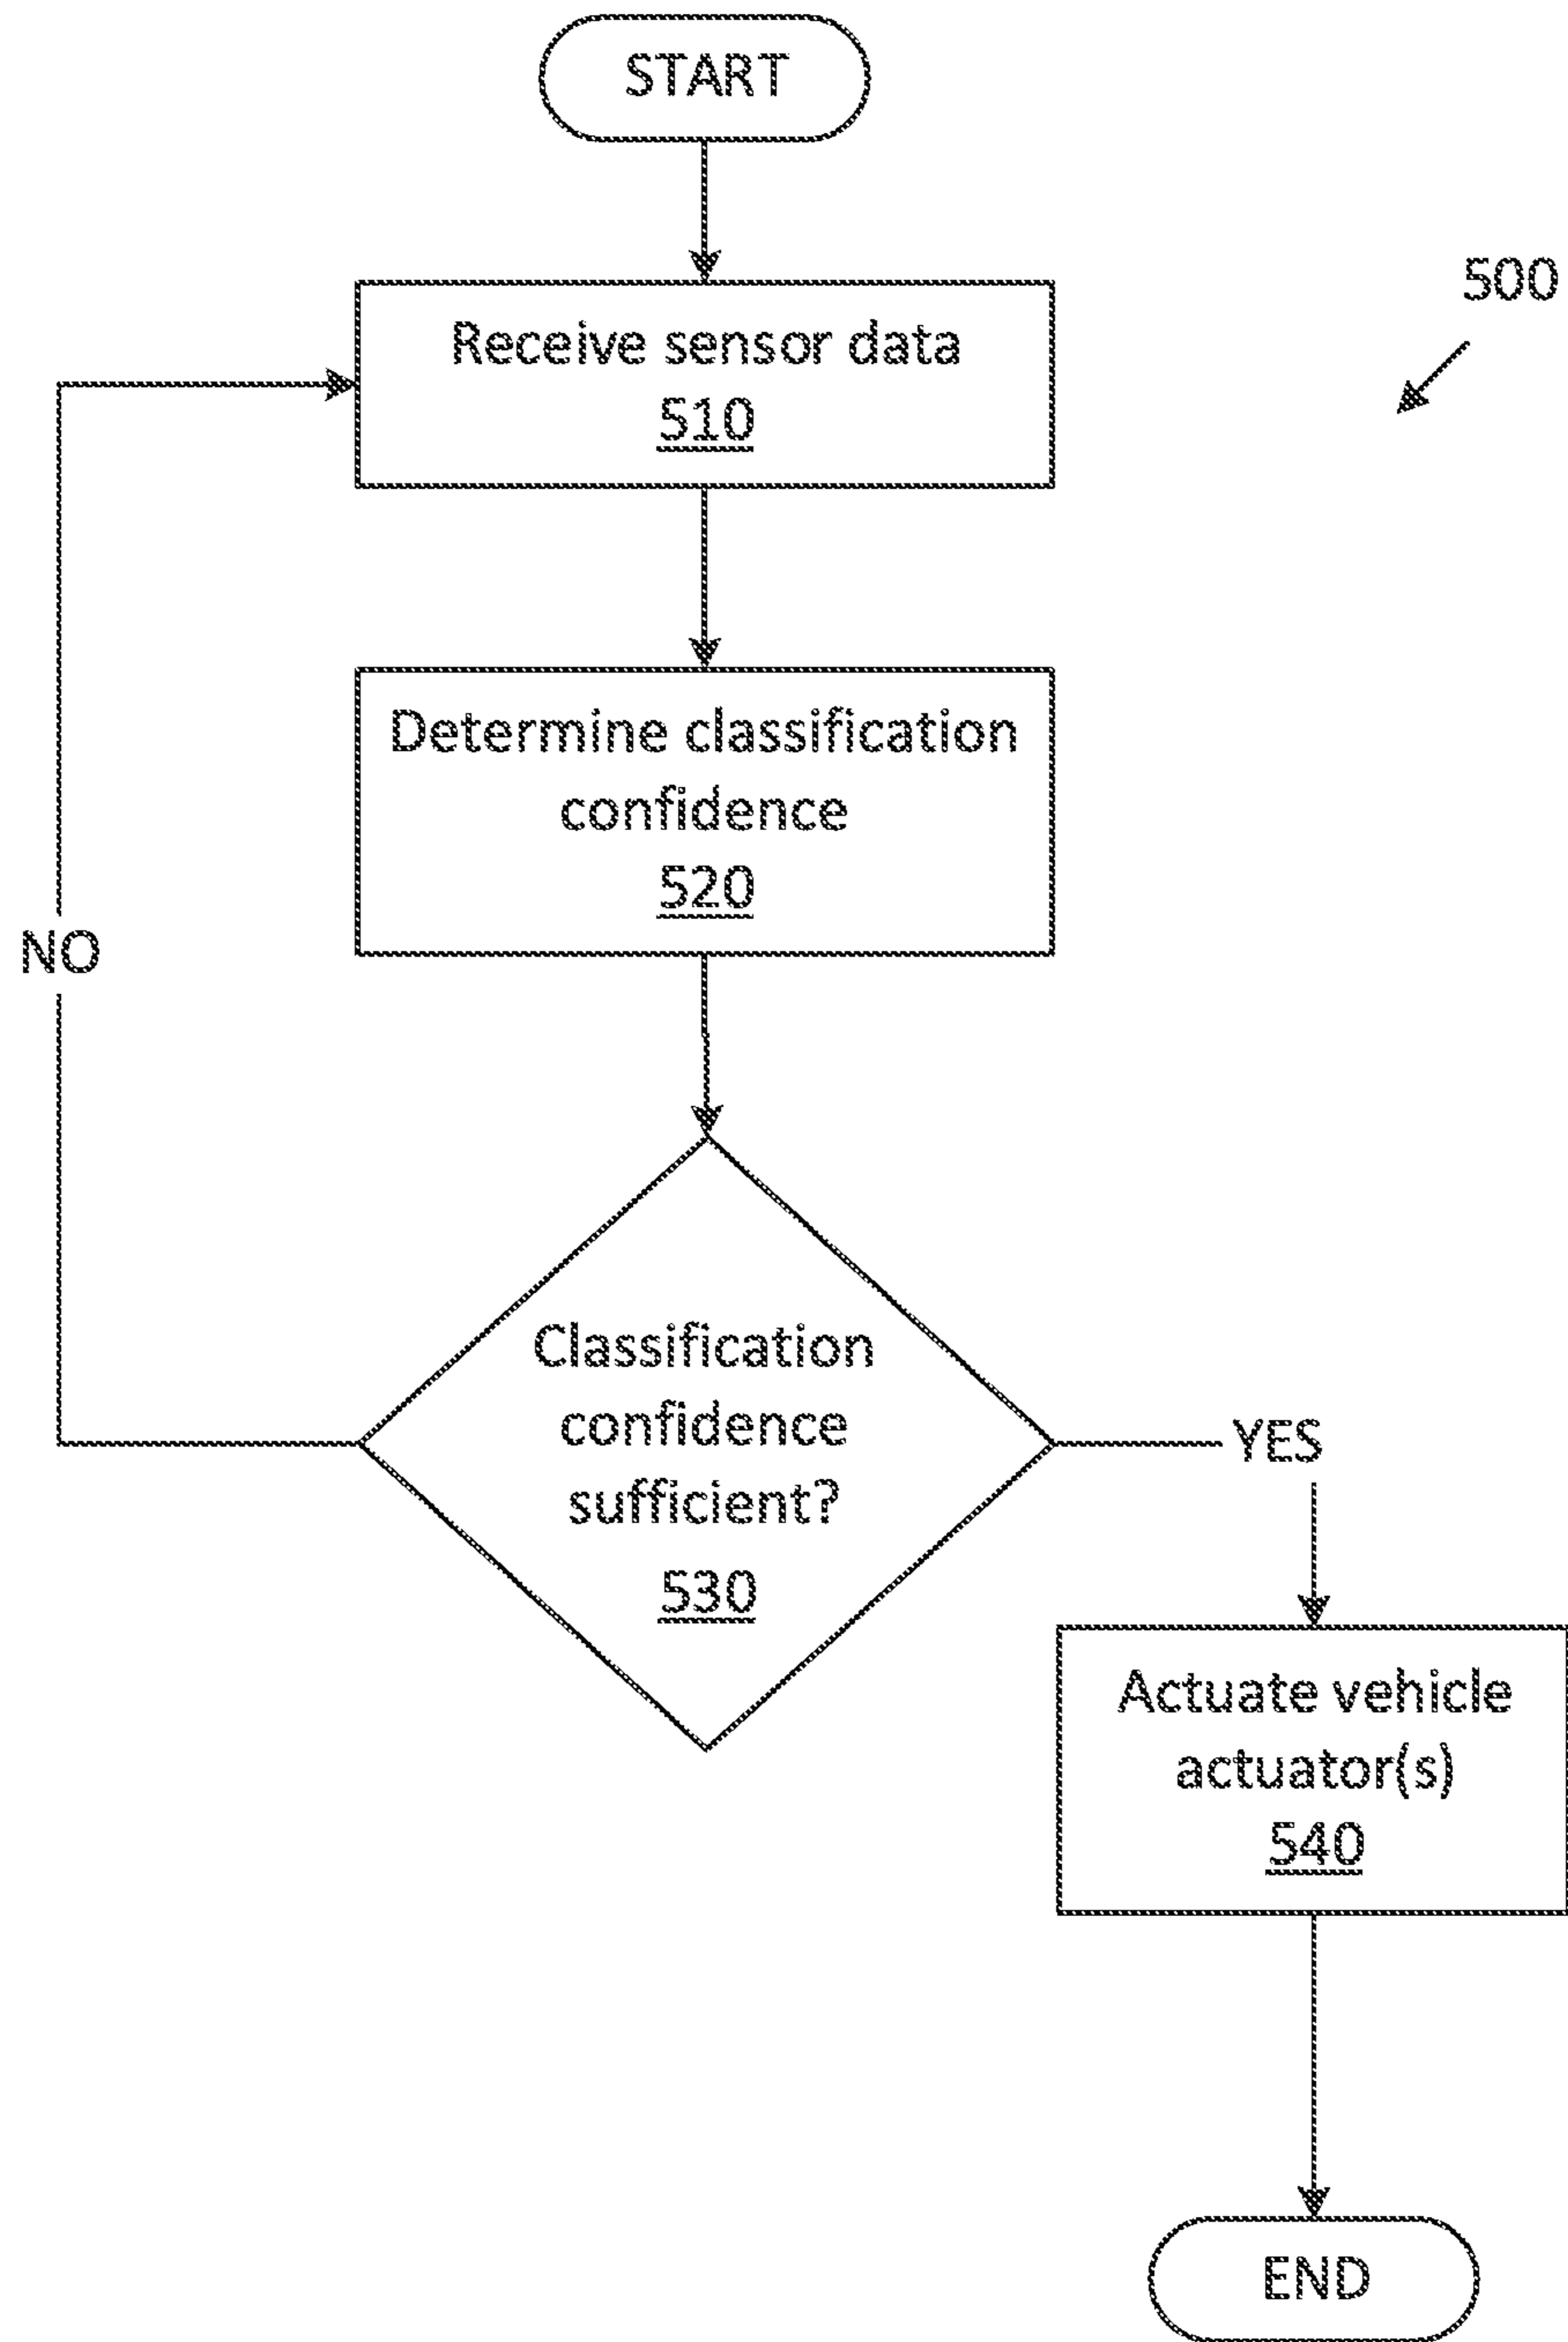 START
500
Receive sensor data
510
Determine classification
confidence
520
NO
Classification
confidence
sufficient?
530
YES
Actuate vehicle
actuator(s)
540
END